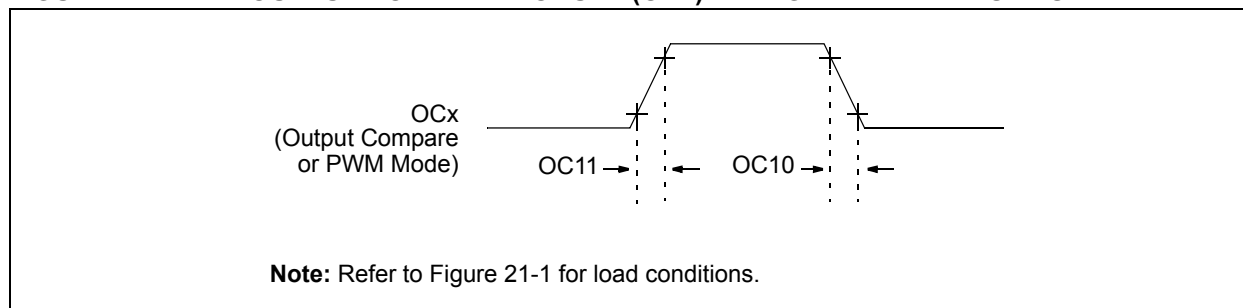 OCx
(Output Compare
or PWM Mode)
OC11
OC10
Note: Refer to Figure 21-1 for load conditions.